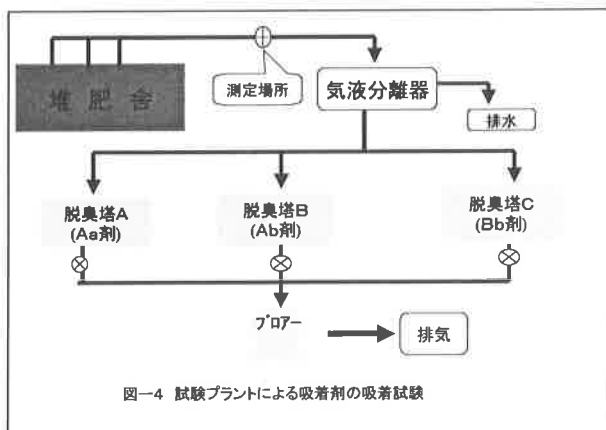 堆肥舎
測定場所
気液分離器
排水
脱臭塔A
(Aa剤)
脱臭塔B
(Ab剤)
脱臭塔C
(Bb剤)
ブロアー
排気
図ー4 試験プラントによる吸着剤の吸着試験